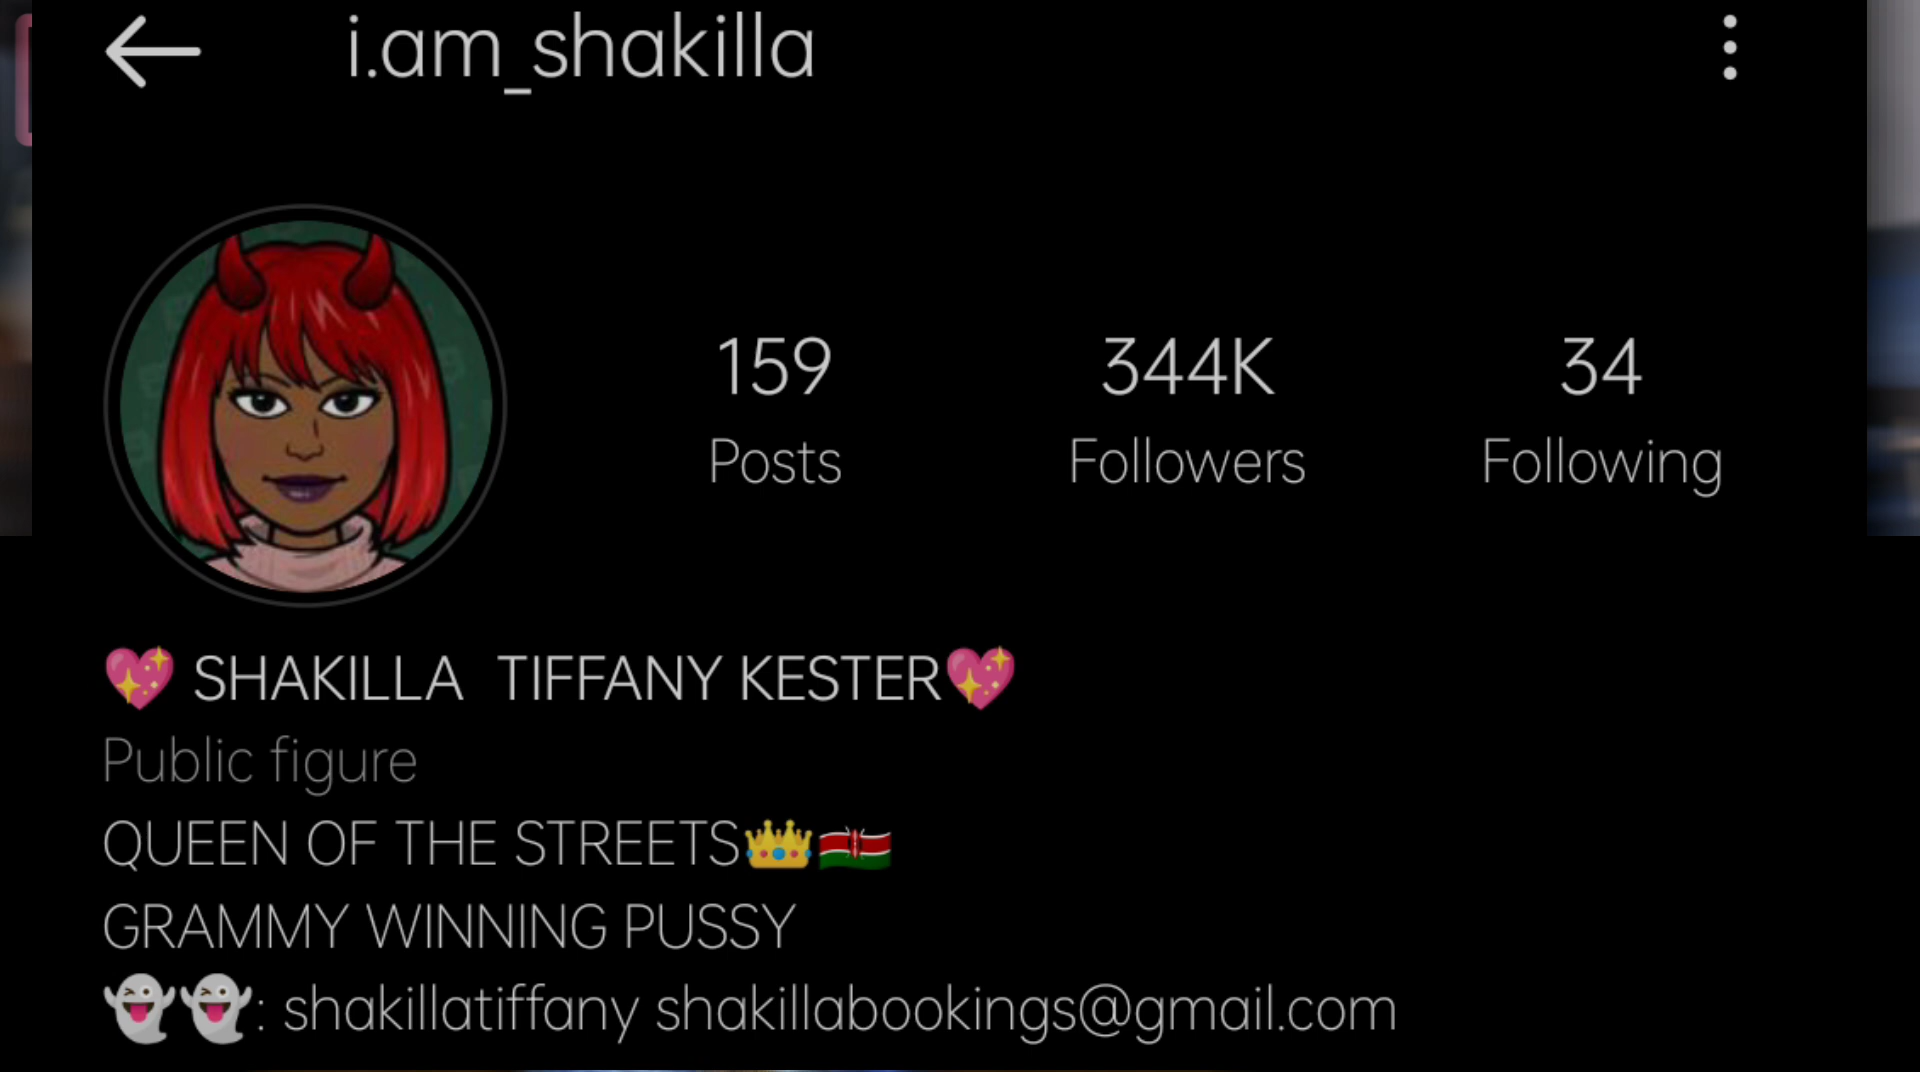 i.am_shakilla
159
344K
34
Posts
Followers
Following
💖 SHAKILLA TIFFANY KESTER💖
Public figure
QUEEN OF THE STREETS👑🇰🇪
GRAMMY WINNING PUSSY
👻👻: shakillatiffany shakillabookings@gmail.com